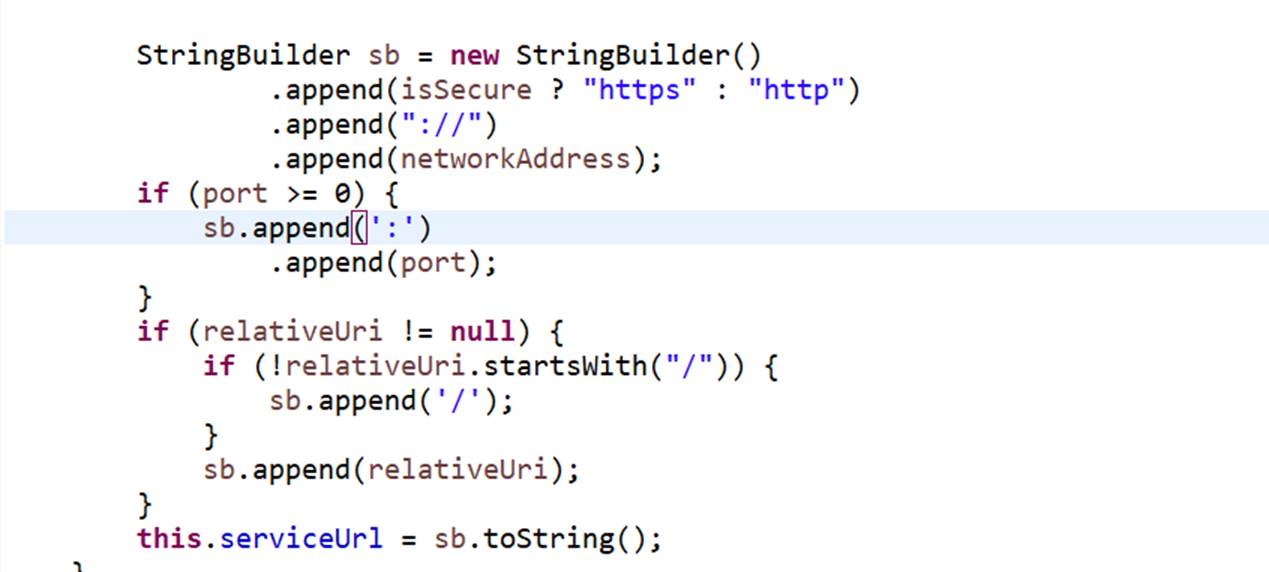 StringBuilder sb = new StringBuilder()
.append(isSecure ? "https" : "http")
.append("://")
.append(networkAddress);
if (port >= 0) {
sb.append(':')
.append(port);
}
if (relativeUri != null) {
if (!relativeUri.startsWith("/")) {
sb.append('/');
}
sb.append(relativeUri);
}
this.serviceUrl = sb.toString();
}